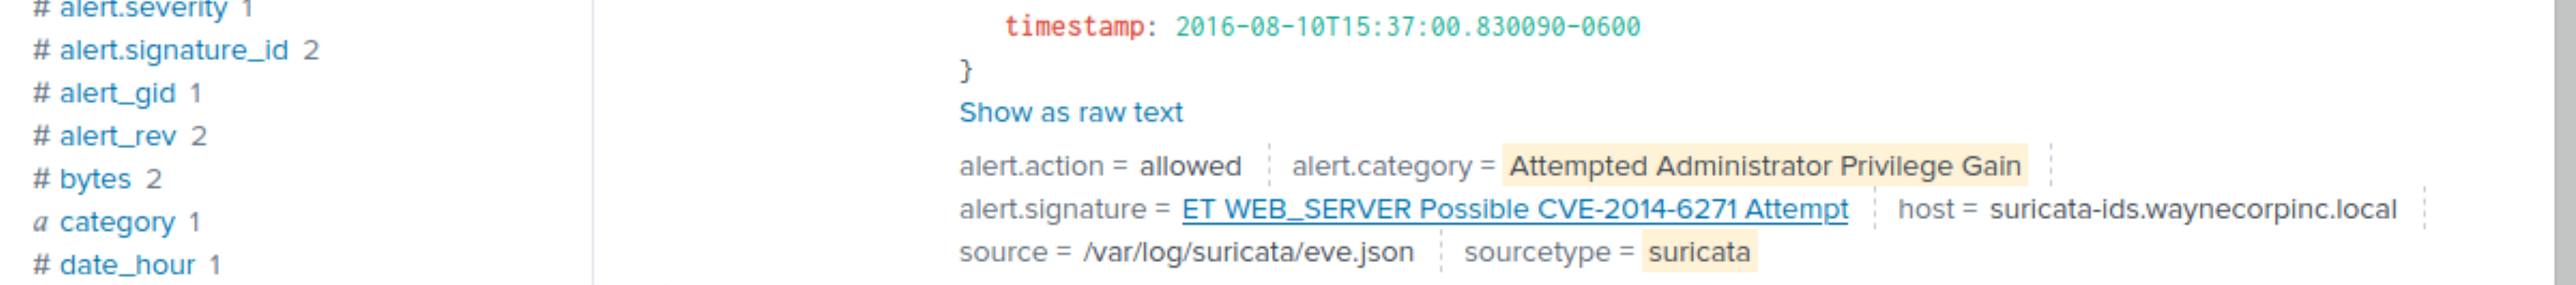 # alert.severity 1
# alert.signature_id 2
# alert_gid 1
# alert_rev 2
# bytes 2
a category 1
# date_hour 1
timestamp: 2016-08-10T15:37:00.830090-0600
}
Show as raw text
alert.action = allowed alert.category = Attempted Administrator Privilege Gain
alert.signature = ET WEB_SERVER Possible CVE-2014-6271 Attempt host = suricata-ids.waynecorpinc.local
source = /var/log/suricata/eve.json sourcetype = suricata